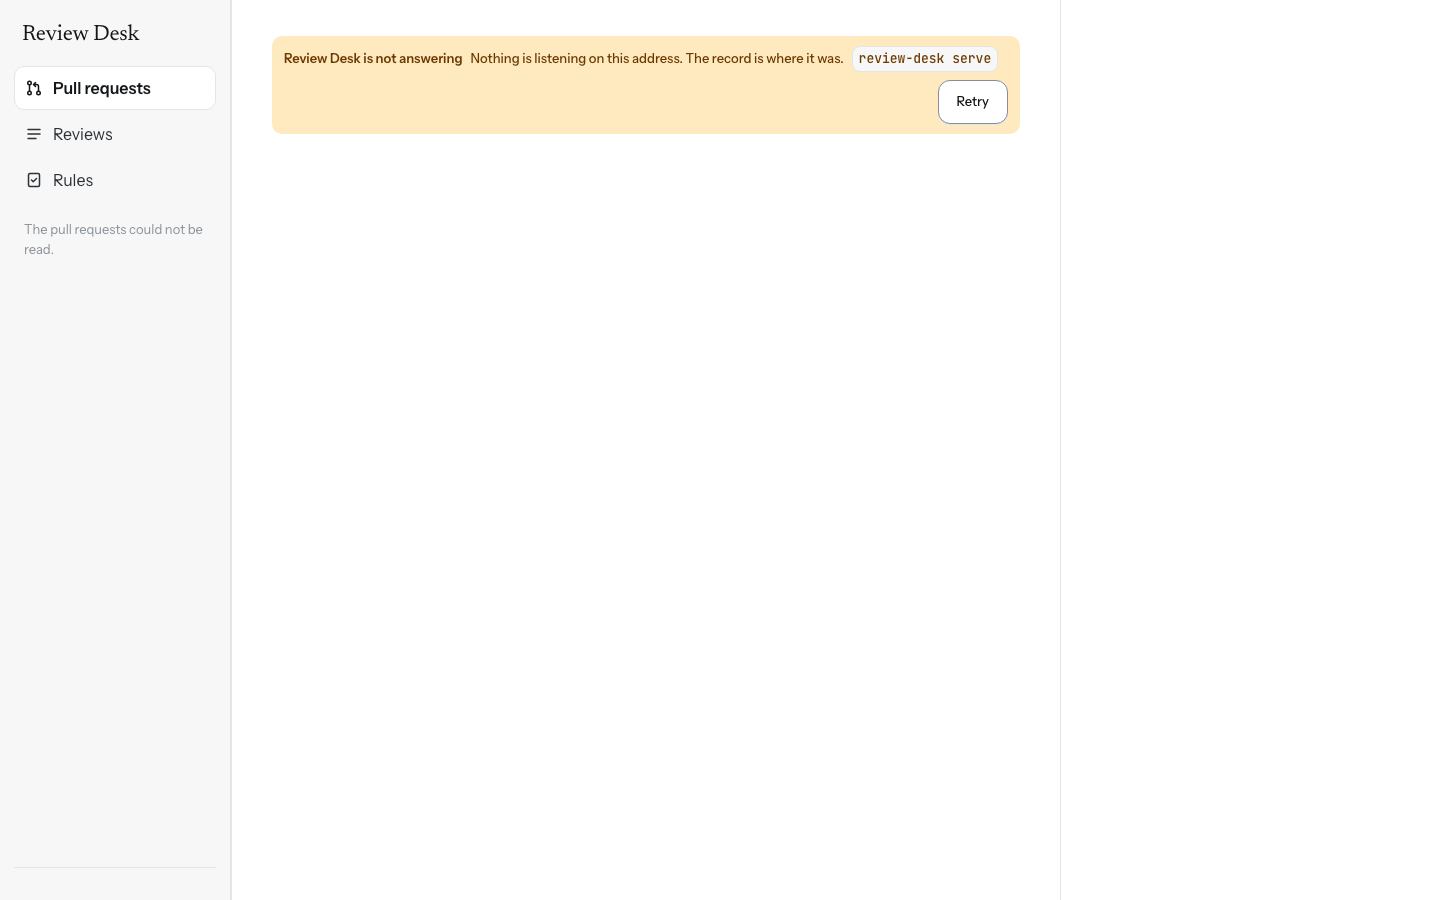 Review Desk
Pull requests
Reviews
Rules
The pull requests could not be
read.
Review Desk is not answering Nothing is listening on this address. The record is where it was. review-desk serve
Retry